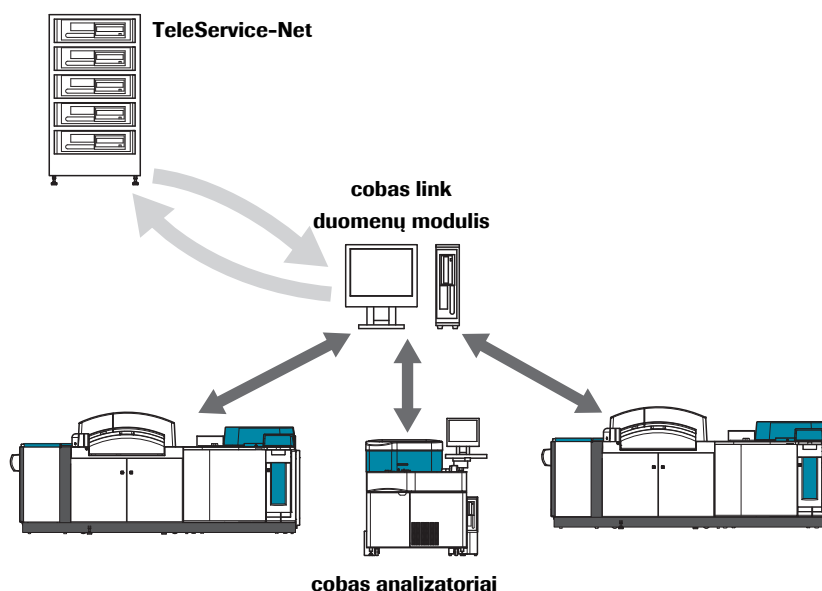 TeleService-Net
cobas link
duomenų modulis
cobas analizatoriai